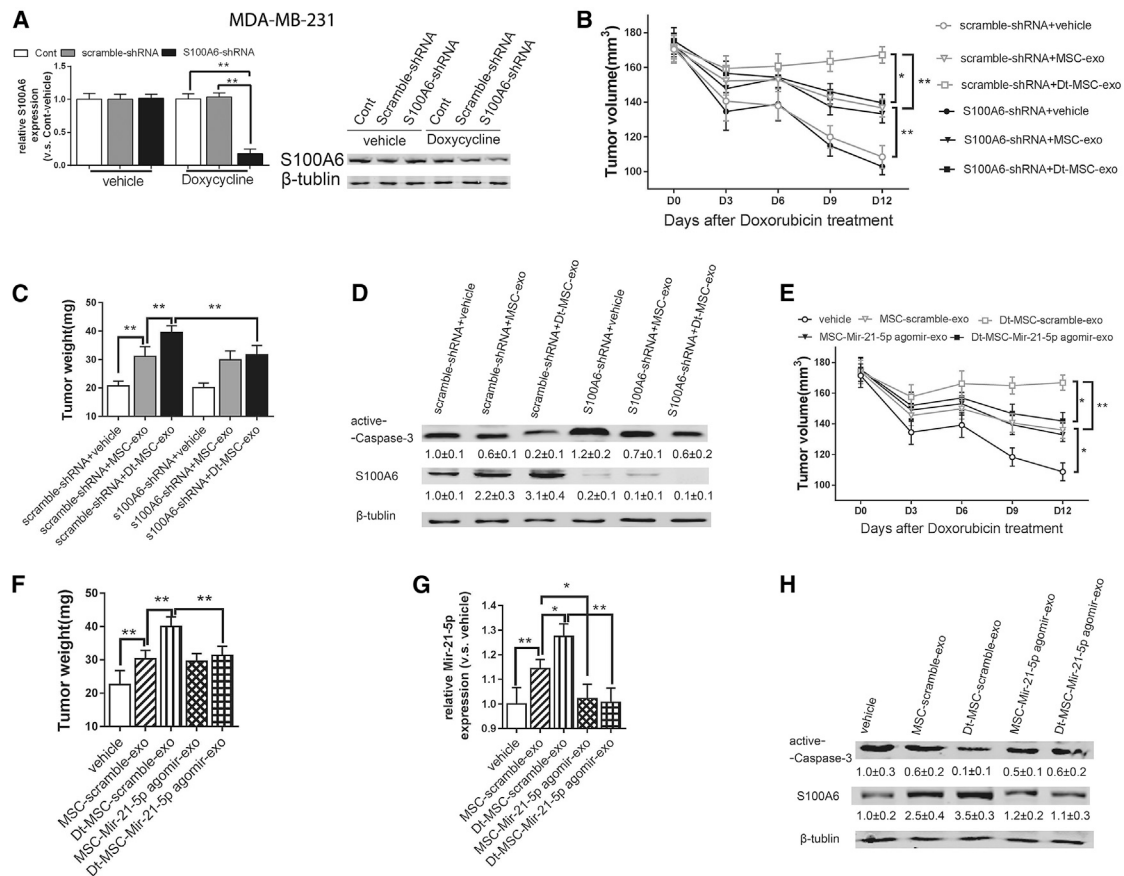 A
MDA-MB-231
Cont scramble-shRNA S100A6-shRNA
relative S100A6
expression
(v.s. Cont-vehicle)
1.5
1.0
0.5
0.0
**
**
vehicle
Doxycycline
Cont
Scramble-shRNA
S100A6-shRNA
Cont
Scramble-shRNA
S100A6-shRNA
vehicle
Doxycycline
S100A6
β-tublin
B
Tumor volume(mm3)
180
160
140
120
100
D0 D3 D6 D9 D12
Days after Doxorubicin treatment
*
**
**
scramble-shRNA+vehicle
scramble-shRNA+MSC-exo
scramble-shRNA+Dt-MSC-exo
S100A6-shRNA+vehicle
S100A6-shRNA+MSC-exo
S100A6-shRNA+Dt-MSC-exo
C
Tumor weight(mg)
50
40
30
20
10
**
**
**
scramble-shRNA+vehicle
scramble-shRNA+MSC-exo
scramble-shRNA+Dt-MSC-exo
s100A6-shRNA+vehicle
s100A6-shRNA+MSC-exo
s100A6-shRNA+Dt-MSC-exo
D
scramble-shRNA+vehicle
scramble-shRNA+MSC-exo
scramble-shRNA+Dt-MSC-exo
S100A6-shRNA+vehicle
S100A6-shRNA+MSC-exo
S100A6-shRNA+Dt-MSC-exo
active-
-Caspase-3
1.0±0.1 0.6±0.1 0.2±0.1 1.2±0.2 0.7±0.1 0.6±0.2
S100A6
1.0±0.1 2.2±0.3 3.1±0.4 0.2±0.1 0.1±0.1 0.1±0.1
β-tublin
E
vehicle MSC-scramble-exo Dt-MSC-scramble-exo
MSC-Mir-21-5p agomir-exo Dt-MSC-Mir-21-5p agomir-exo
Tumor volume(mm3)
180
160
140
120
100
D0 D3 D6 D9 D12
Days after Doxorubicin treatment
*
**
*
F
Tumor weight(mg)
50
40
30
20
10
**
**
**
vehicle
MSC-scramble-exo
Dt-MSC-scramble-exo
MSC-Mir-21-5p agomir-exo
Dt-MSC-Mir-21-5p agomir-exo
G
relative Mir-21-5p
expression (v.s. vehicle)
1.4
1.3
1.2
1.1
1.0
0.9
**
*
*
**
vehicle
MSC-scramble-exo
Dt-MSC-scramble-exo
MSC-Mir-21-5p agomir-exo
Dt-MSC-Mir-21-5p agomir-exo
H
vehicle
MSC-scramble-exo
Dt-MSC-scramble-exo
MSC-Mir-21-5p agomir-exo
Dt-MSC-Mir-21-5p agomir-exo
active-
-Caspase-3
1.0±0.3 0.6±0.2 0.1±0.1 0.5±0.1 0.6±0.2
S100A6
1.0±0.2 2.5±0.4 3.5±0.3 1.2±0.2 1.1±0.3
β-tublin